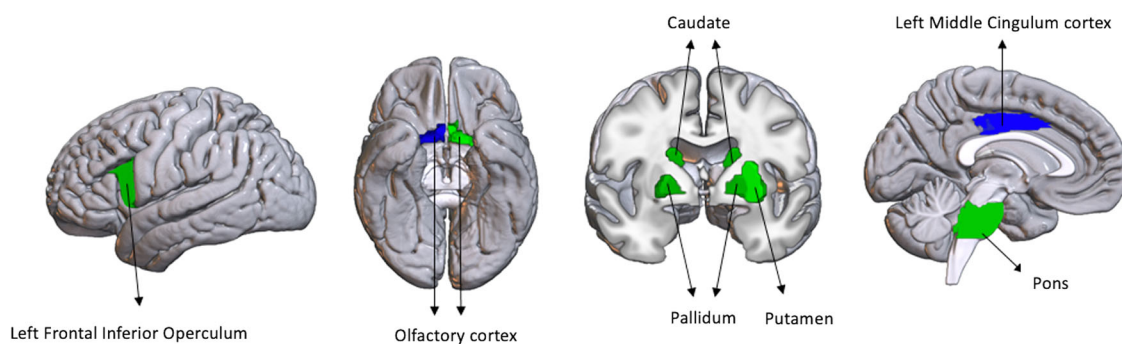 Caudate
Left Middle Cingulum cortex
Pons
Left Frontal Inferior Operculum
Olfactory cortex
Pallidum
Putamen